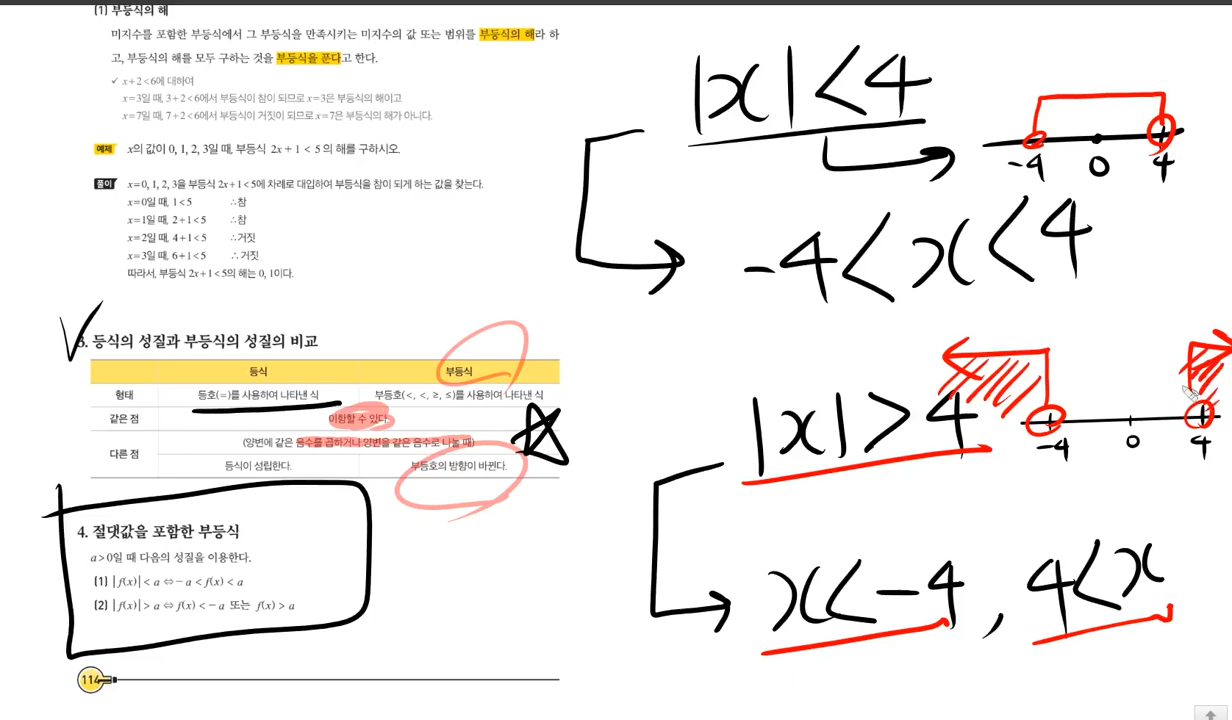 (1) 부등식의 해
미지수를 포함한 부등식에서 그 부등식을 만족시키는 미지수의 값 또는 범위를 부등식의 해라 하
고, 부등식의 해를 모두 구하는 것을 부등식을 푼다고 한다.
✓ x+2<6에 대하여
x=3일 때, 3+2<6에서 부등식이 참이 되므로 x=3은 부등식의 해이고
x=7일 때, 7+2<6에서 부등식이 거짓이 되므로 x=7은 부등식의 해가 아니다.
예제 x의 값이 0, 1, 2, 3일 때, 부등식 2x+1<5의 해를 구하시오.
풀이 x=0, 1, 2, 3을 부등식 2x+1<5에 차례로 대입하여 부등식을 참이 되게 하는 값을 찾는다.
x=0일 때, 1<5 ∴참
x=1일 때, 2+1<5 ∴참
x=2일 때, 4+1<5 ∴거짓
x=3일 때, 6+1<5 ∴거짓
따라서, 부등식 2x+1<5의 해는 0, 1이다.
3. 등식의 성질과 부등식의 성질의 비교
등식 부등식
형태 등호(=)를 사용하여 나타낸 식 부등호(<, <, ≥, ≤)를 사용하여 나타낸 식
같은 점 이항할 수 있다.
다른 점 (양변에 같은 음수를 곱하거나 양변을 같은 음수로 나눌 때)
등식이 성립한다. 부등호의 방향이 바뀐다.
4. 절댓값을 포함한 부등식
a>0일 때 다음의 성질을 이용한다.
(1) |f(x)|<a⇔-a<f(x)<a
(2) |f(x)|>a⇔f(x)<-a 또는 f(x)>a
114
|x|<4
-4 0 4
-4<x<4
|x|>4
-4 0 4
x<-4, 4<x